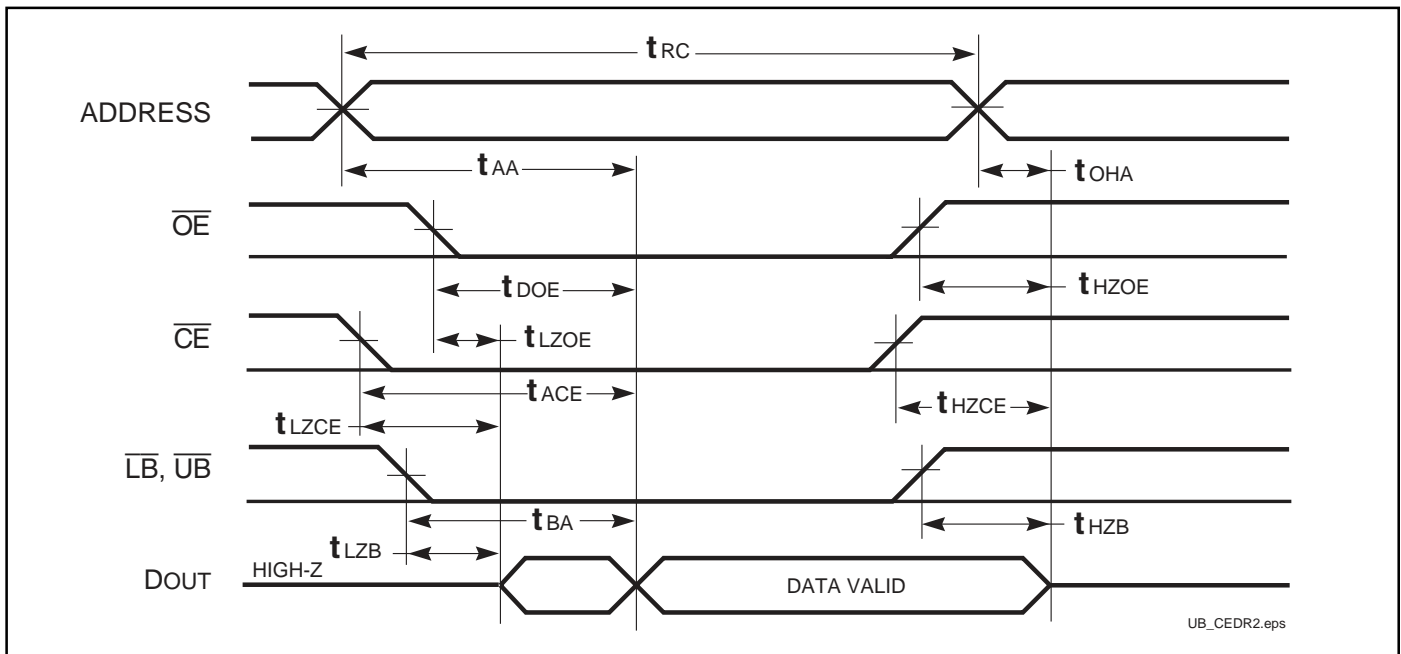 tRC
ADDRESS
tAA
tOHA
OE
tDOE
tHZOE
CE
tLZOE
tACE
tHZCE
tLZCE
LB, UB
tBA
tHZB
tLZB
DOUT
HIGH-Z
DATA VALID
UB_CEDR2.eps